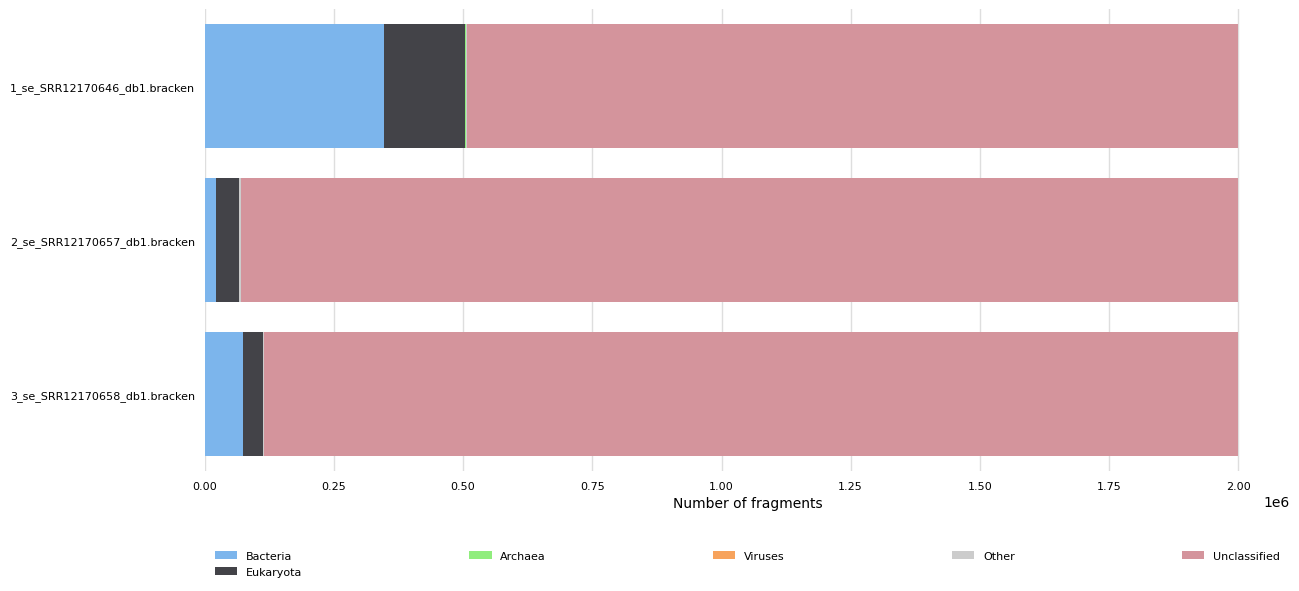 1_se_SRR12170646_db1.bracken
2_se_SRR12170657_db1.bracken
3_se_SRR12170658_db1.bracken
0.00 0.25 0.50 0.75 1.00 1.25 1.50 1.75 2.00
Number of fragments 1e6
Bacteria Archaea Viruses Other Unclassified
Eukaryota